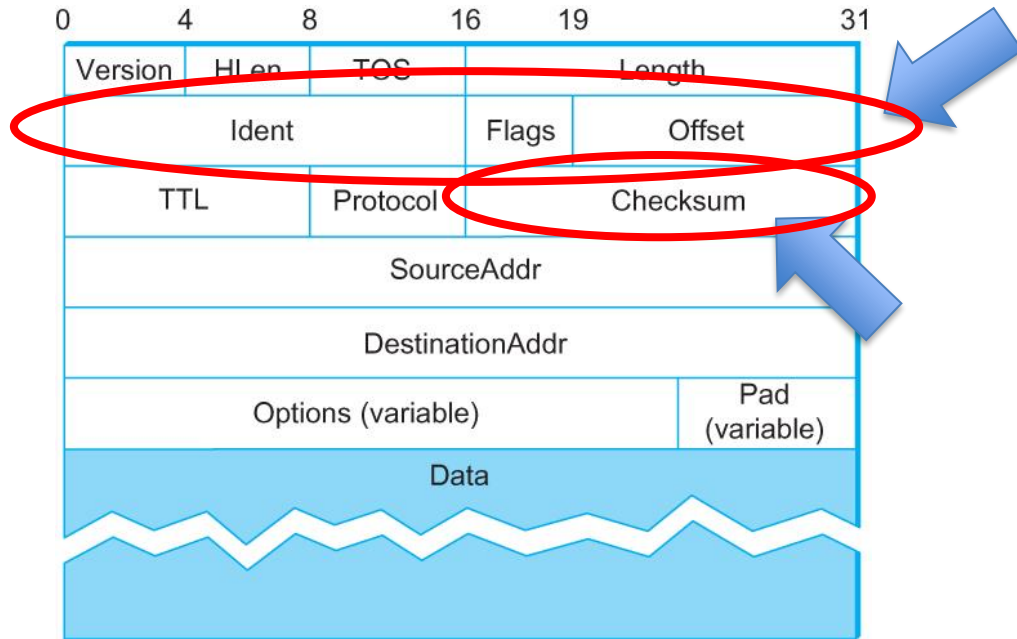 0 4 8 16 19 31
Version HLen TOS Length
Ident Flags Offset
TTL Protocol Checksum
SourceAddr
DestinationAddr
Options (variable) Pad
(variable)
Data